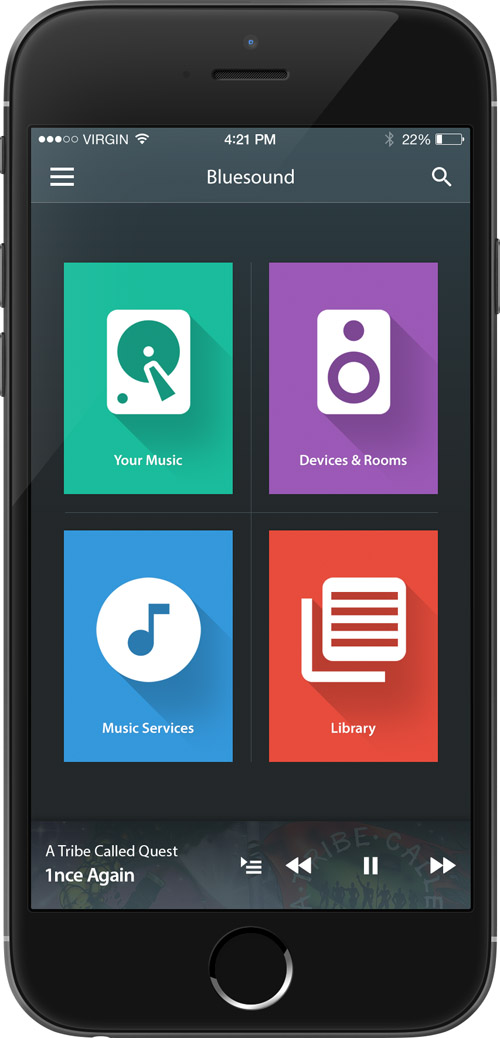 VIRGIN 4:21 PM 22%
Bluesound
Your Music
Devices & Rooms
Music Services
Library
A Tribe Called Quest
1nce Again
A·TRIBE·CALLE